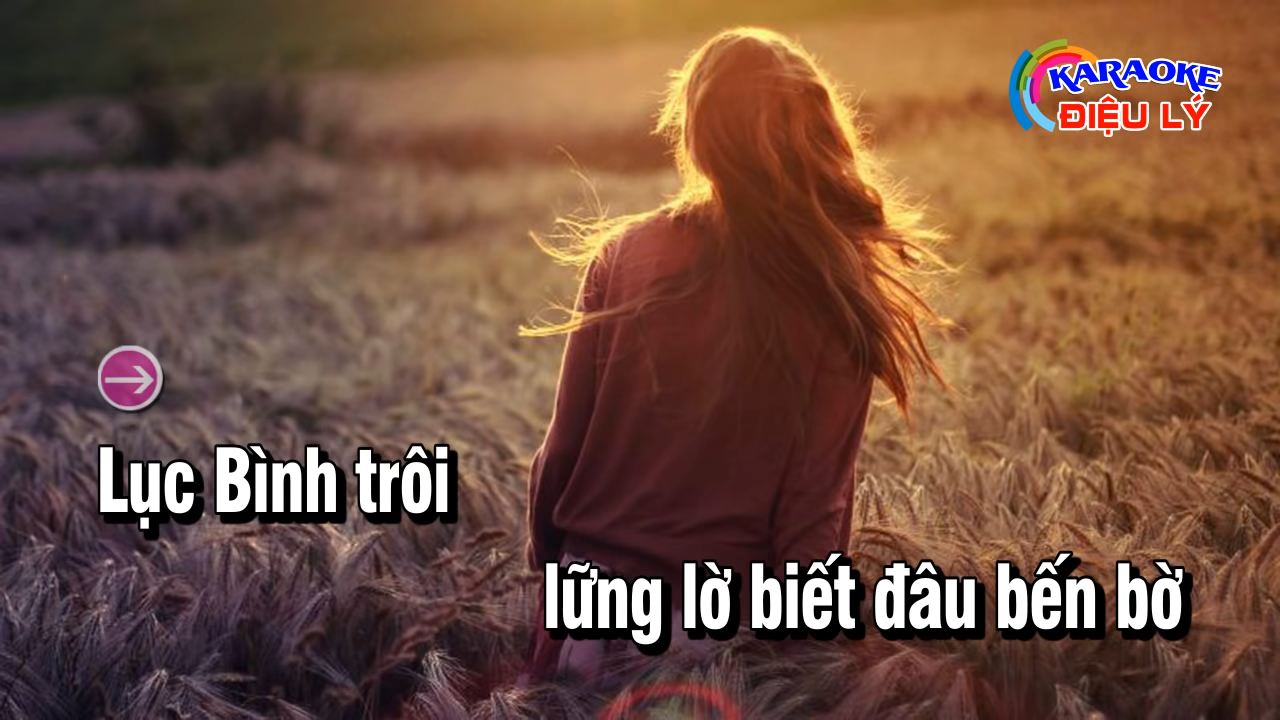 KARAOKE
ĐIỆU LÝ
Lục Bình trôi
lững lờ biết đâu bến bờ